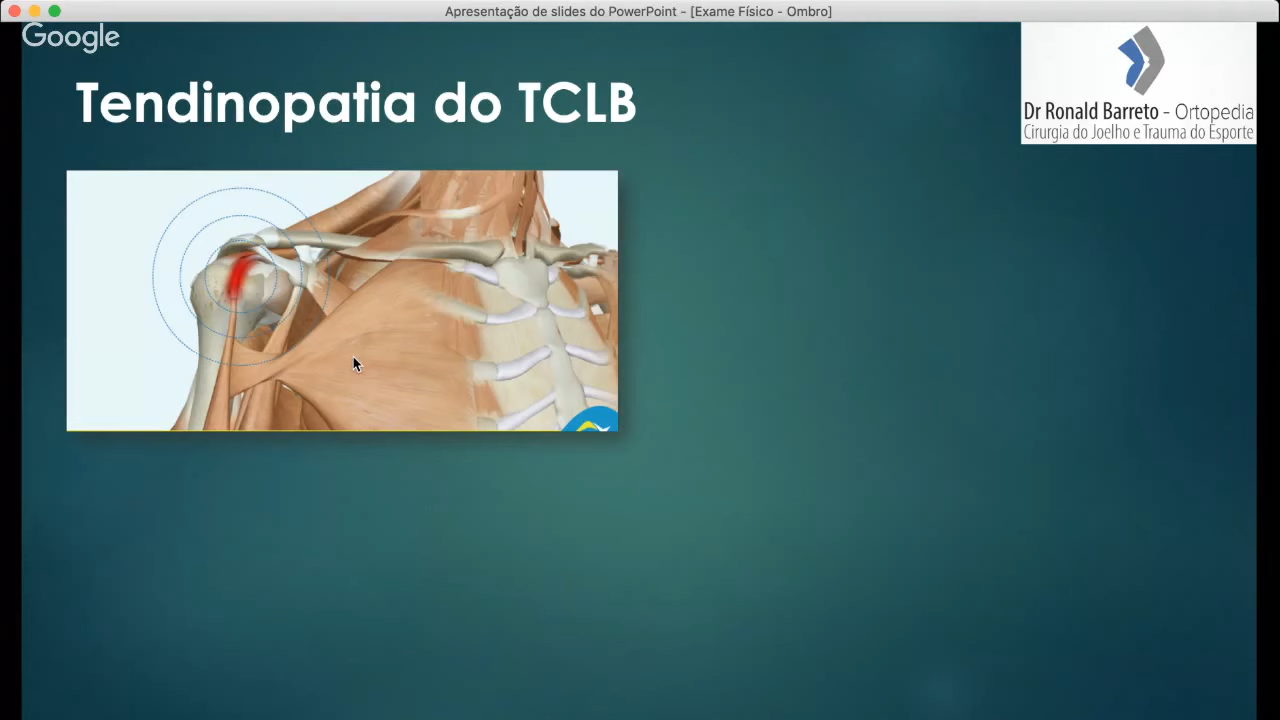 Apresentação de slides do PowerPoint - [Exame Físico - Ombro]
Google
Tendinopatia do TCLB
Dr Ronald Barreto - Ortopedia
Cirurgia do Joelho e Trauma do Esporte